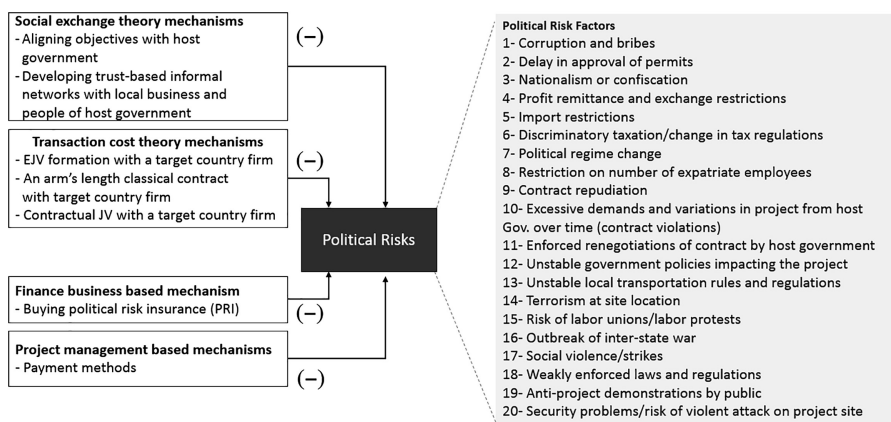 Social exchange theory mechanisms
- Aligning objectives with host
government
- Developing trust-based informal
networks with local business and
people of host government
(–)
Transaction cost theory mechanisms
- EJV formation with a target country firm
- An arm's length classical contract
with target country firm
- Contractual JV with a target country firm
(–)
Political Risks
Finance business based mechanism
- Buying political risk insurance (PRI)
(–)
Project management based mechanisms
- Payment methods
(–)
Political Risk Factors
1- Corruption and bribes
2- Delay in approval of permits
3- Nationalism or confiscation
4- Profit remittance and exchange restrictions
5- Import restrictions
6- Discriminatory taxation/change in tax regulations
7- Political regime change
8- Restriction on number of expatriate employees
9- Contract repudiation
10- Excessive demands and variations in project from host
Gov. over time (contract violations)
11- Enforced renegotiations of contract by host government
12- Unstable government policies impacting the project
13- Unstable local transportation rules and regulations
14- Terrorism at site location
15- Risk of labor unions/labor protests
16- Outbreak of inter-state war
17- Social violence/strikes
18- Weakly enforced laws and regulations
19- Anti-project demonstrations by public
20- Security problems/risk of violent attack on project site